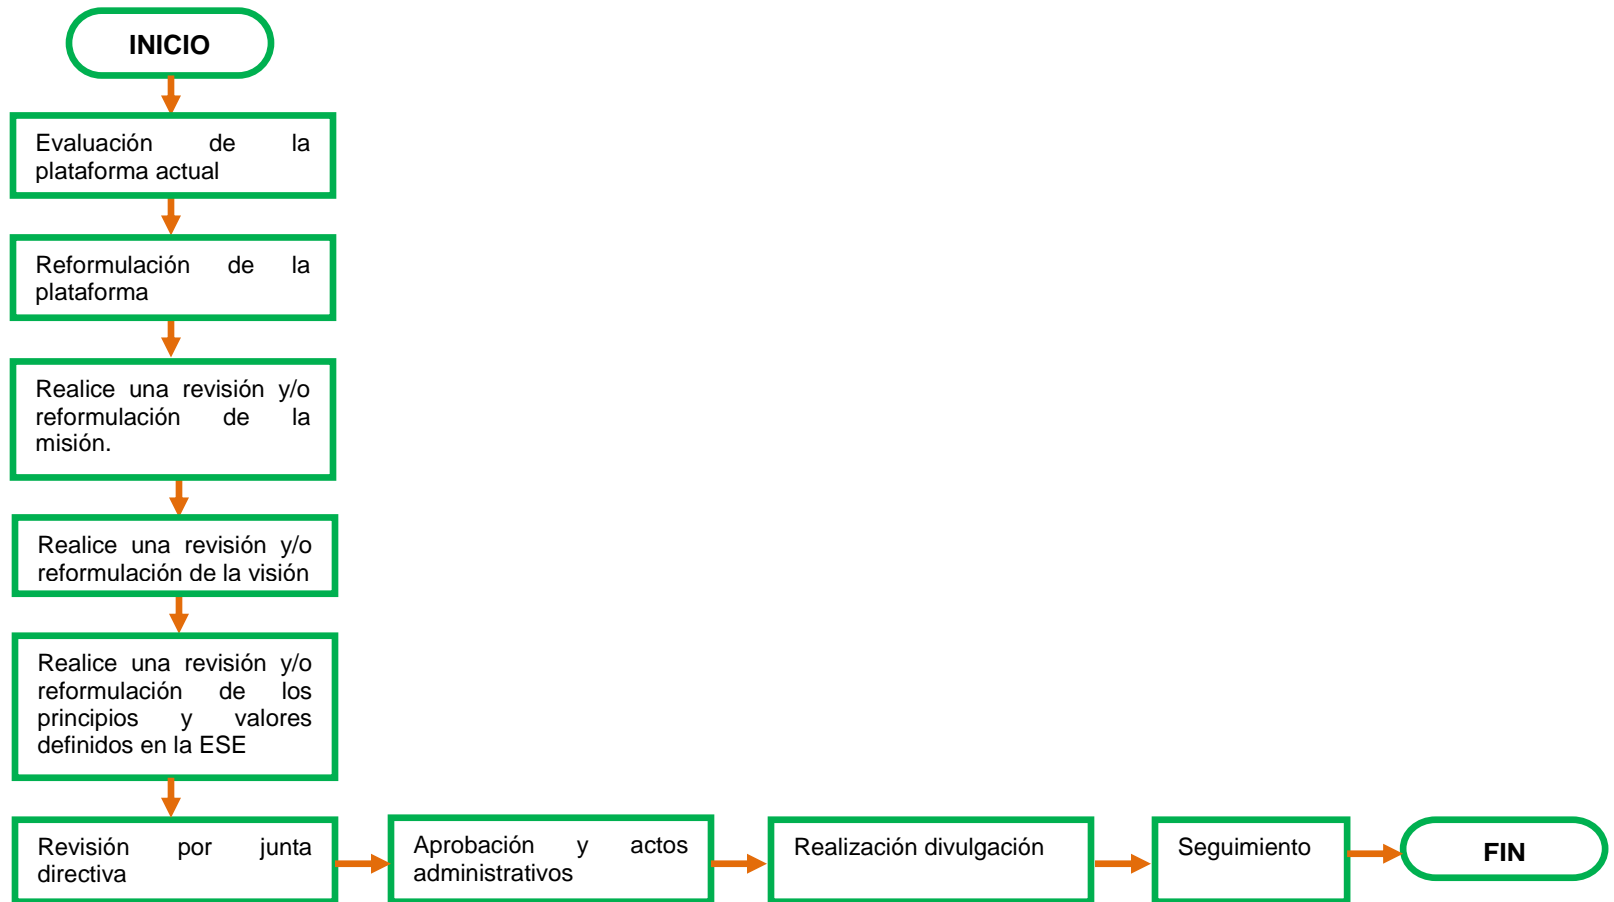 INICIO
Evaluación de la
plataforma actual
Reformulación de la
plataforma
Realice una revisión y/o
reformulación de la
misión.
Realice una revisión y/o
reformulación de la visión
Realice una revisión y/o
reformulación de los
principios y valores
definidos en la ESE
Revisión por junta
directiva
Aprobación y actos
administrativos
Realización divulgación
Seguimiento
FIN